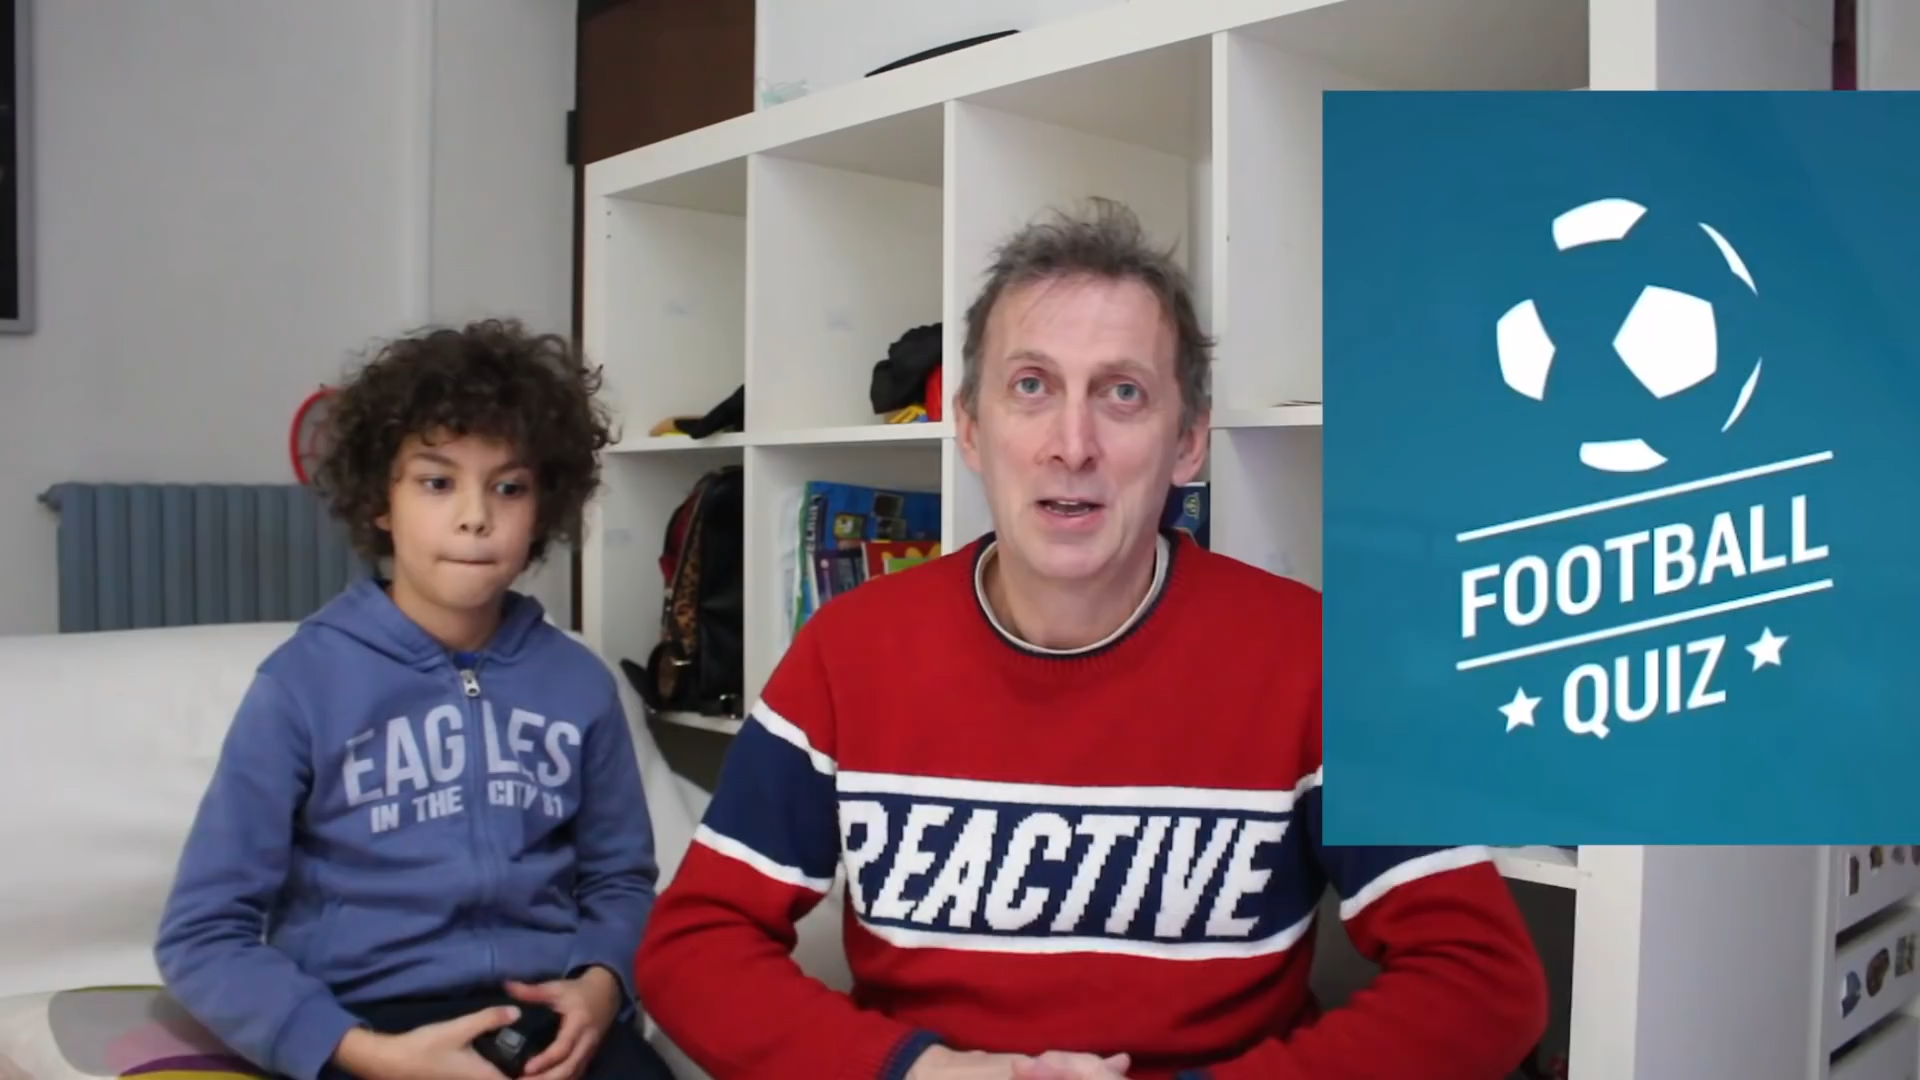 EAGLES
IN THE CITY 81
REACTIVE
FOOTBALL
QUIZ